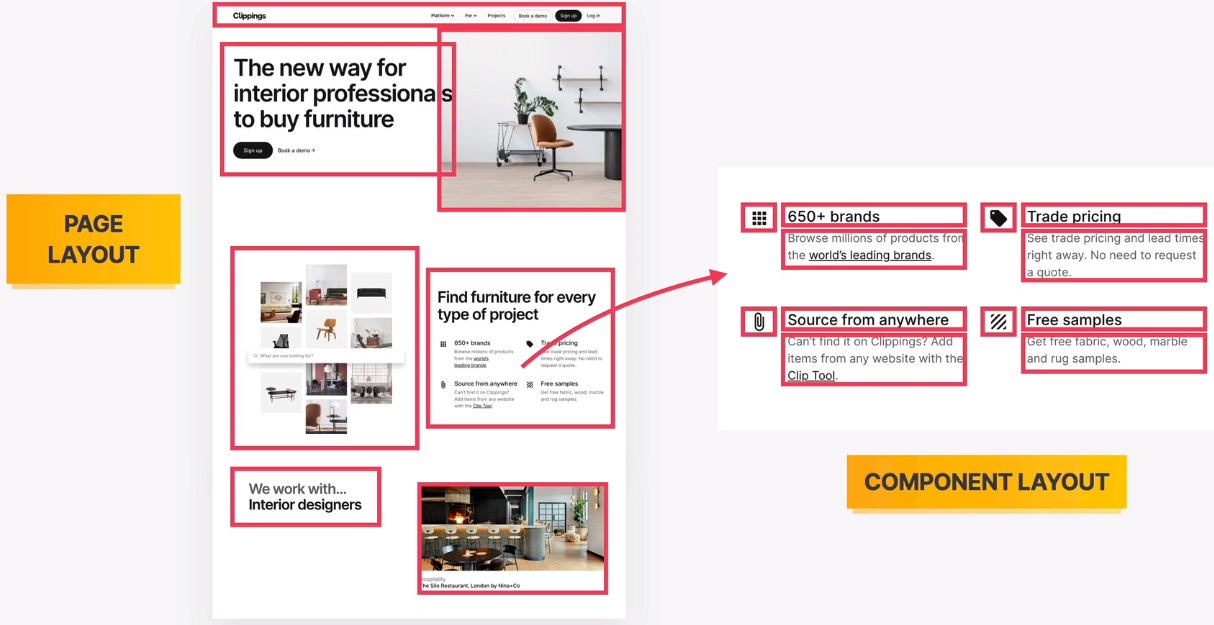 Clippings
Platform For Projects Book a demo Sign up Log in
The new way for
interior professionals
to buy furniture
Sign up Book a demo →
PAGE
LAYOUT
What are you looking for?
Find furniture for every
type of project
650+ brands
Browse millions of products
from the world's
leading brands.
Trade pricing
See trade pricing and lead
times right away. No need to
request a quote.
Source from anywhere
Can't find it on Clippings?
Add items from any website
with the Clip Tool.
Free samples
Get free fabric, wood, marble
and rug samples.
We work with...
Interior designers
Hospitality
The Silo Restaurant, London by Nina+Co
650+ brands
Browse millions of products from
the world's leading brands.
Trade pricing
See trade pricing and lead times
right away. No need to request
a quote.
Source from anywhere
Can't find it on Clippings? Add
items from any website with the
Clip Tool.
Free samples
Get free fabric, wood, marble
and rug samples.
COMPONENT LAYOUT